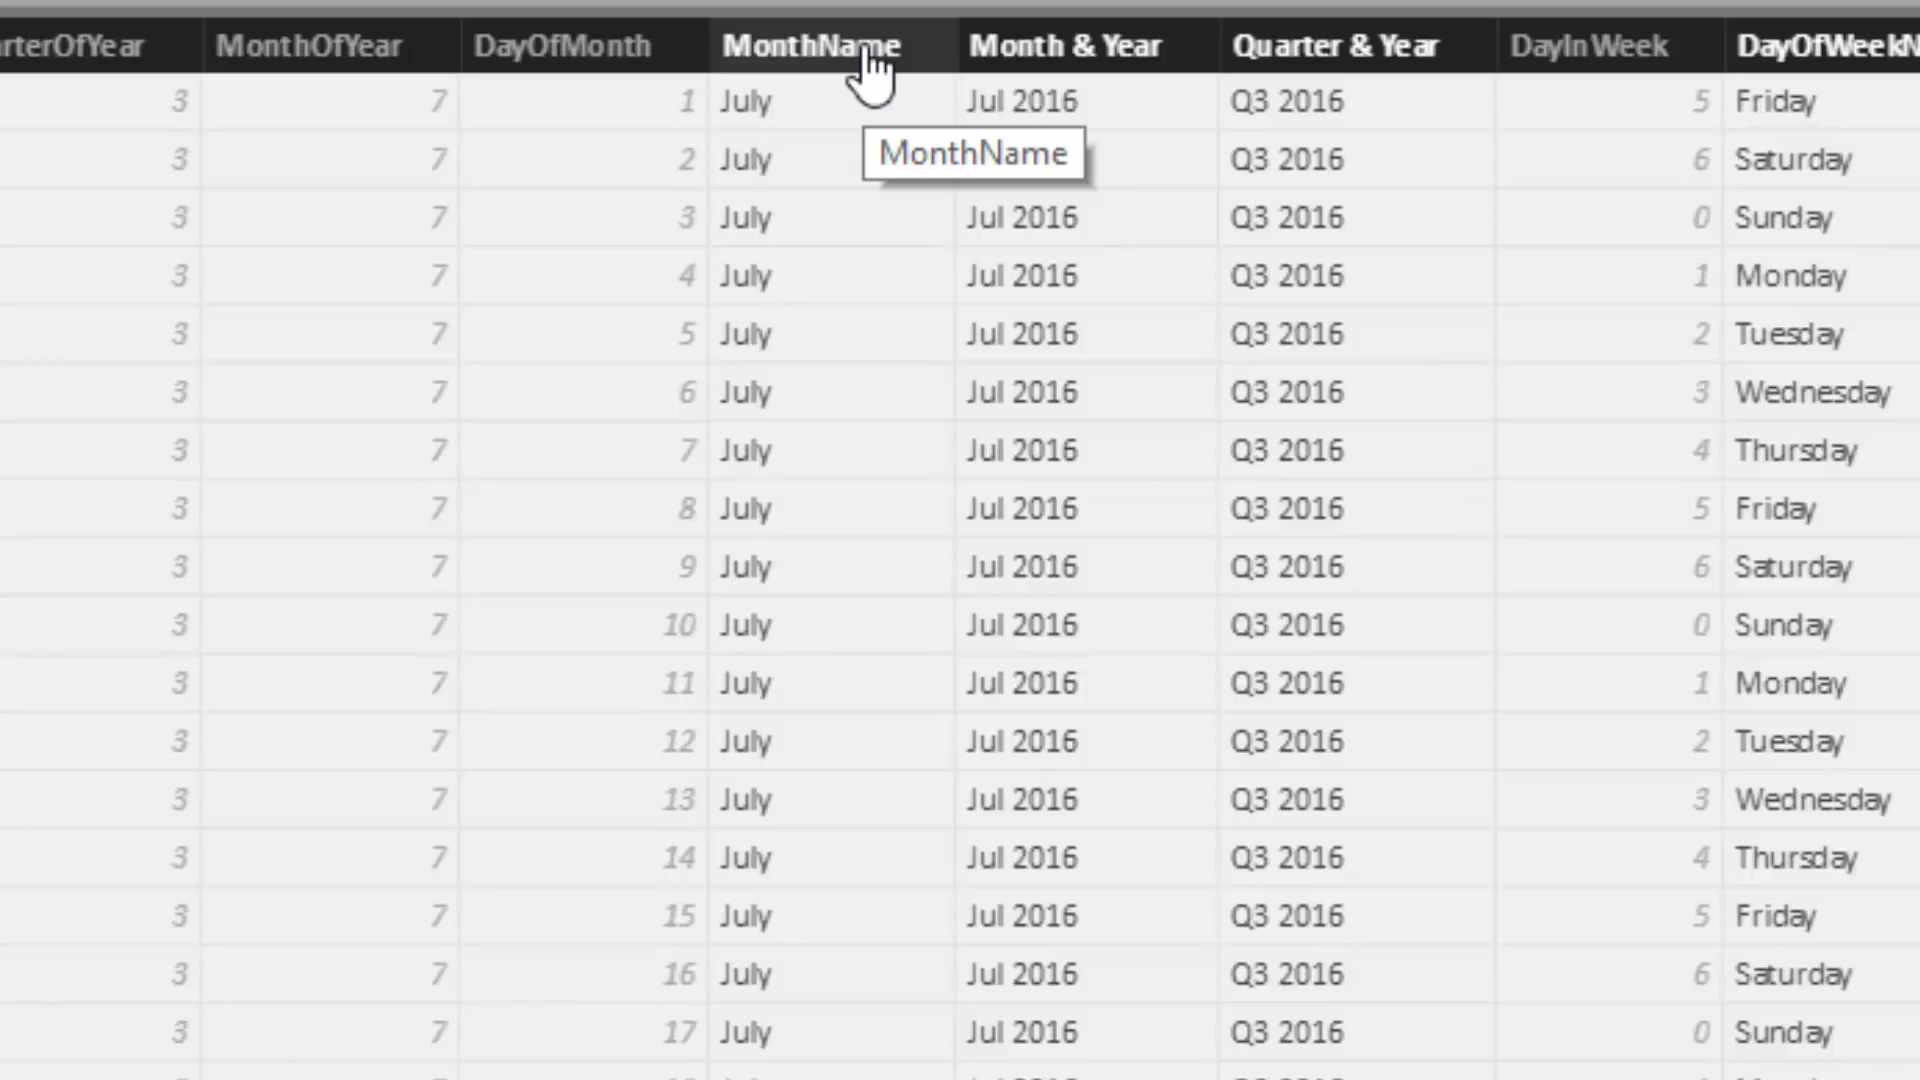 rterOfYear MonthOfYear DayOfMonth MonthName Month & Year Quarter & Year DayInWeek DayOfWeekN
3 7 1 July Jul 2016 Q3 2016 5 Friday
MonthName
3 7 2 July Q3 2016 6 Saturday
3 7 3 July Jul 2016 Q3 2016 0 Sunday
3 7 4 July Jul 2016 Q3 2016 1 Monday
3 7 5 July Jul 2016 Q3 2016 2 Tuesday
3 7 6 July Jul 2016 Q3 2016 3 Wednesday
3 7 7 July Jul 2016 Q3 2016 4 Thursday
3 7 8 July Jul 2016 Q3 2016 5 Friday
3 7 9 July Jul 2016 Q3 2016 6 Saturday
3 7 10 July Jul 2016 Q3 2016 0 Sunday
3 7 11 July Jul 2016 Q3 2016 1 Monday
3 7 12 July Jul 2016 Q3 2016 2 Tuesday
3 7 13 July Jul 2016 Q3 2016 3 Wednesday
3 7 14 July Jul 2016 Q3 2016 4 Thursday
3 7 15 July Jul 2016 Q3 2016 5 Friday
3 7 16 July Jul 2016 Q3 2016 6 Saturday
3 7 17 July Jul 2016 Q3 2016 0 Sunday